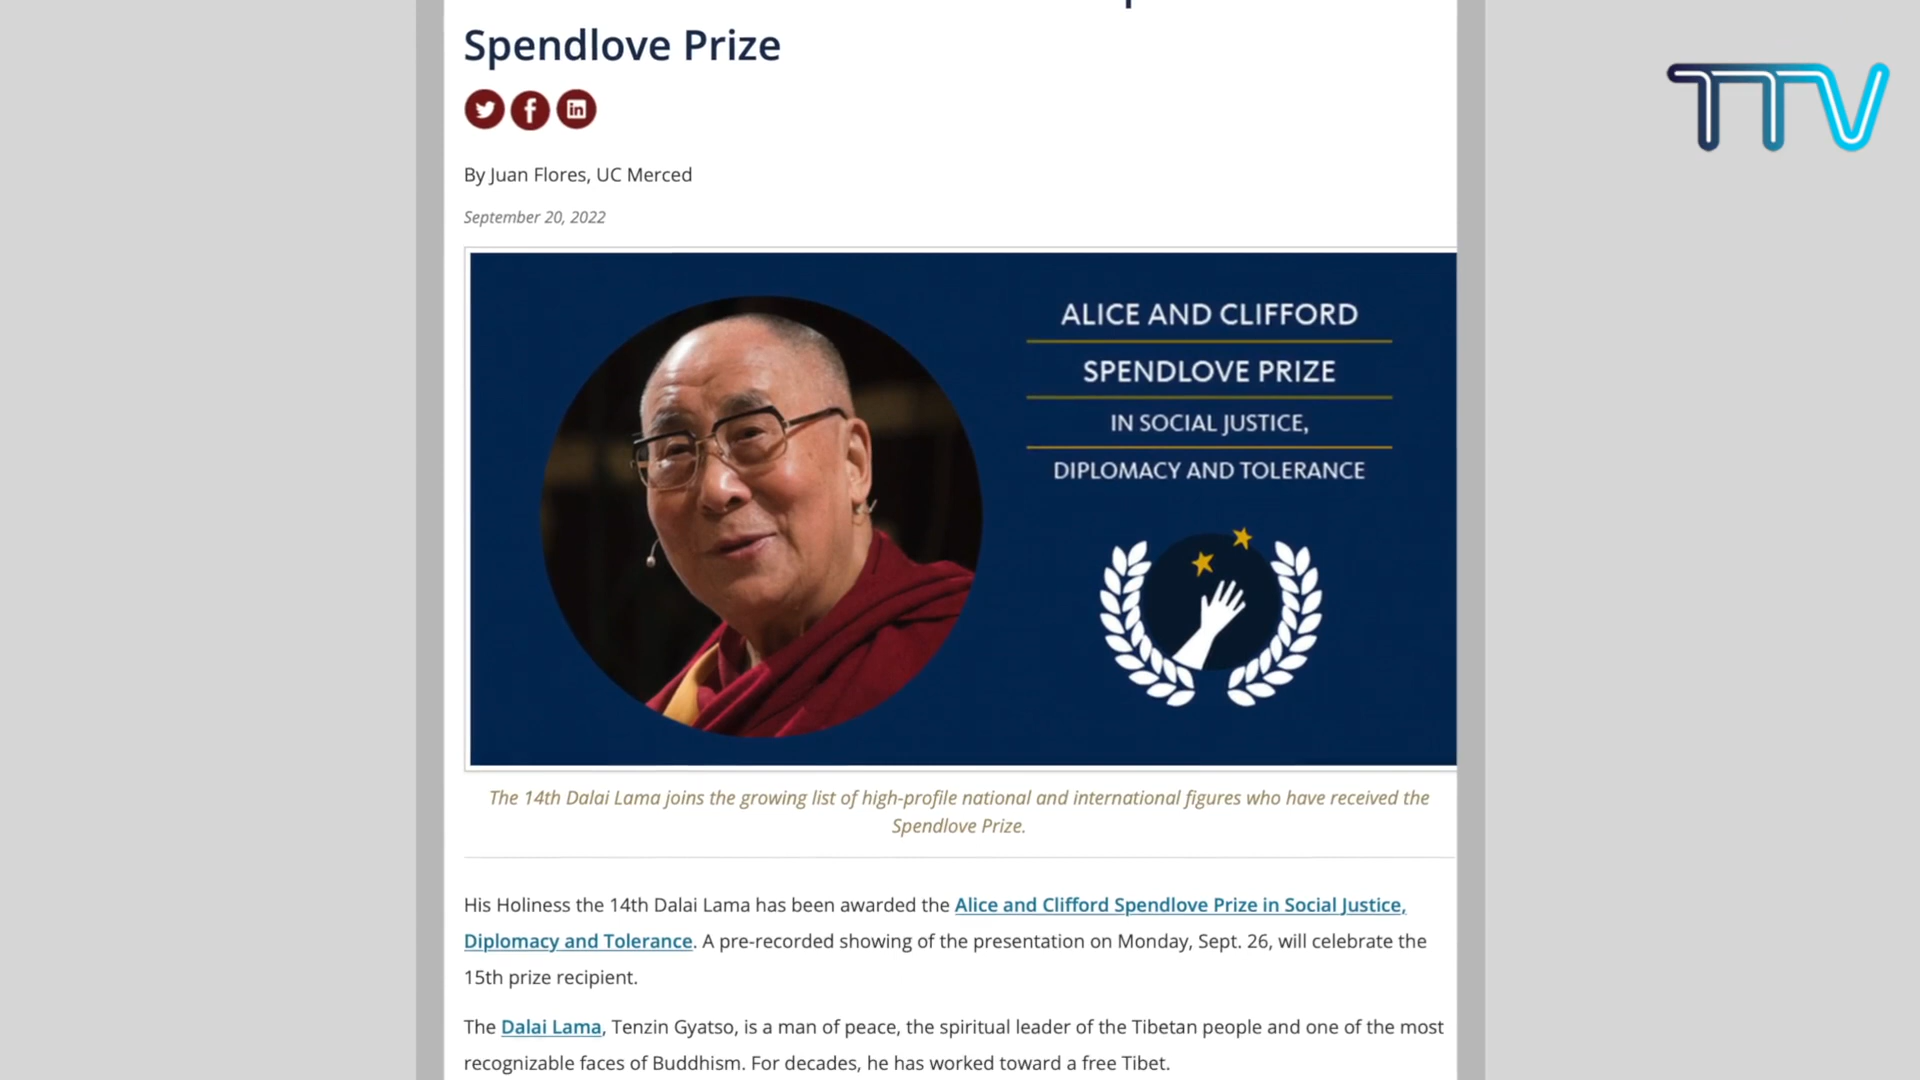 Spendlove Prize
TTV
By Juan Flores, UC Merced
September 20, 2022
ALICE AND CLIFFORD
SPENDLOVE PRIZE
IN SOCIAL JUSTICE,
DIPLOMACY AND TOLERANCE
The 14th Dalai Lama joins the growing list of high-profile national and international figures who have received the
Spendlove Prize.
His Holiness the 14th Dalai Lama has been awarded the Alice and Clifford Spendlove Prize in Social Justice,
Diplomacy and Tolerance. A pre-recorded showing of the presentation on Monday, Sept. 26, will celebrate the
15th prize recipient.
The Dalai Lama, Tenzin Gyatso, is a man of peace, the spiritual leader of the Tibetan people and one of the most
recognizable faces of Buddhism. For decades, he has worked toward a free Tibet.